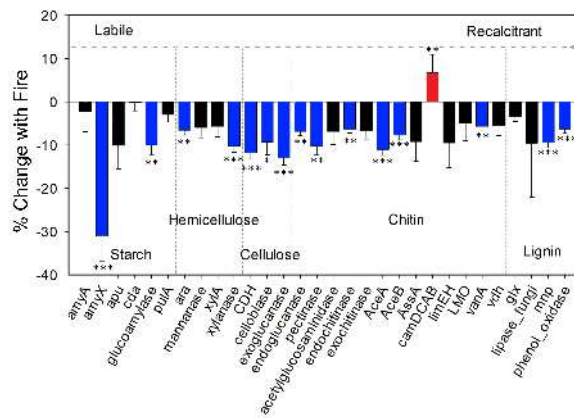 Labile
Recalcitrant
20
10
0
-10
-20
-30
-40
% Change with Fire
**
***
**
**
***
***
*
***
**
**
**
***
***
**
***
***
Hemicellulose
Chitin
Starch
Cellulose
Lignin
amyA
amyX
apu
cda
glucoamylase
pulA
ara
mannanase
xylA
xylanase
CDH
cellobiase
exoglucanase
endoglucanase
pectinase
acetylglucosaminidase
endochitinase
exochitinase
AceA
AceB
AssA
camDCAB
limEH
LMO
vanA
vdh
glx
lipase_fungi
mnp
phenol_oxidase